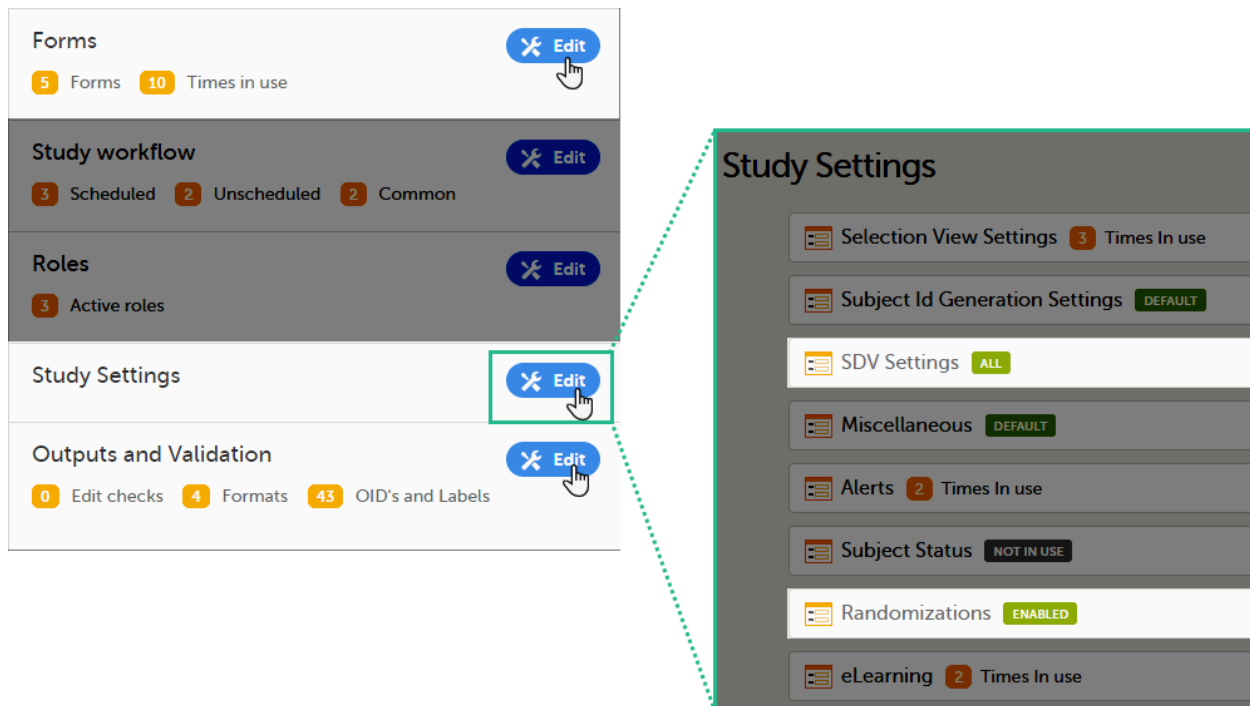 Forms
Edit
5 Forms 10 Times in use
Study workflow
Edit
3 Scheduled 2 Unscheduled 2 Common
Roles
Edit
3 Active roles
Study Settings
Edit
Outputs and Validation
Edit
0 Edit checks 4 Formats 43 OID's and Labels
Study Settings
Selection View Settings 3 Times In use
Subject Id Generation Settings DEFAULT
SDV Settings ALL
Miscellaneous DEFAULT
Alerts 2 Times In use
Subject Status NOT IN USE
Randomizations ENABLED
eLearning 2 Times In use